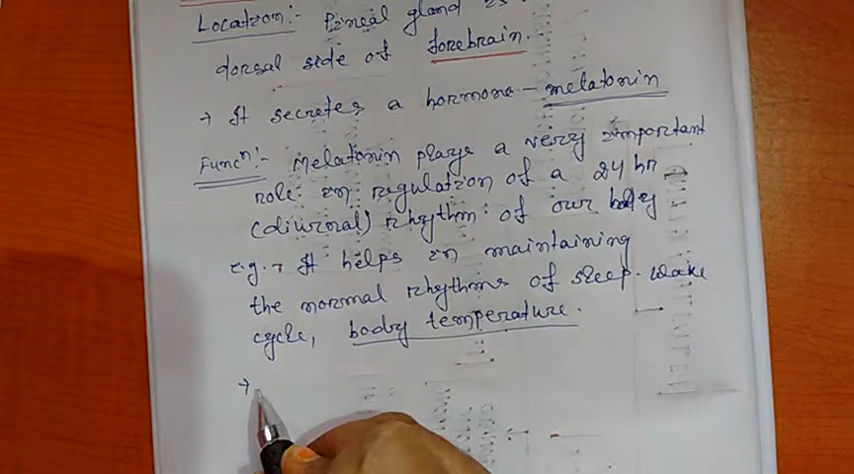 Location:- Pineal gland is
dorsal side of forebrain.
→ It secretes a hormone - melatonin
Funcⁿ:- Melatonin plays a very important
role in regulation of a 24 hr
(diurnal) rhythm of our body
e.g.→ It helps in maintaining
the normal rhythms of sleep-wake
cycle, body temperature.
→